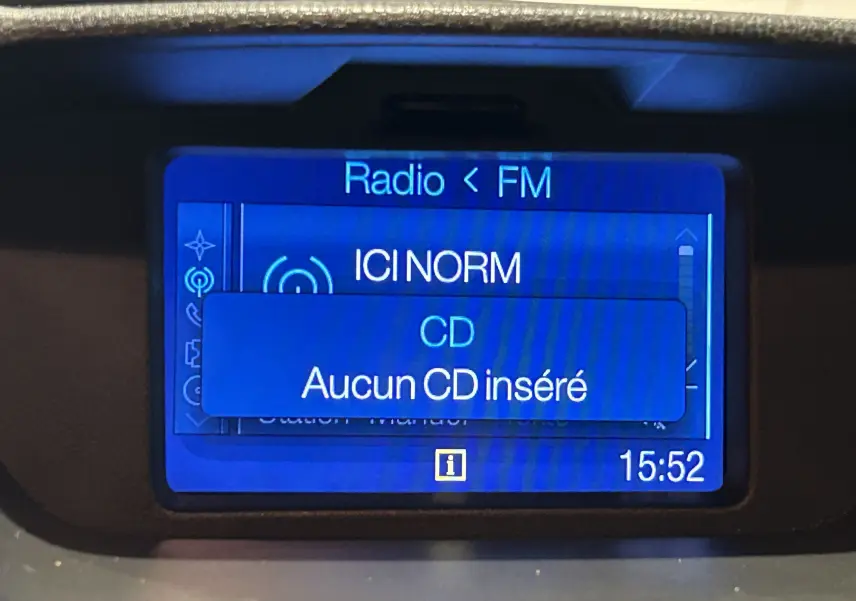 Radio < FM
ICI NORM
CD
Aucun CD inséré
i
15:52